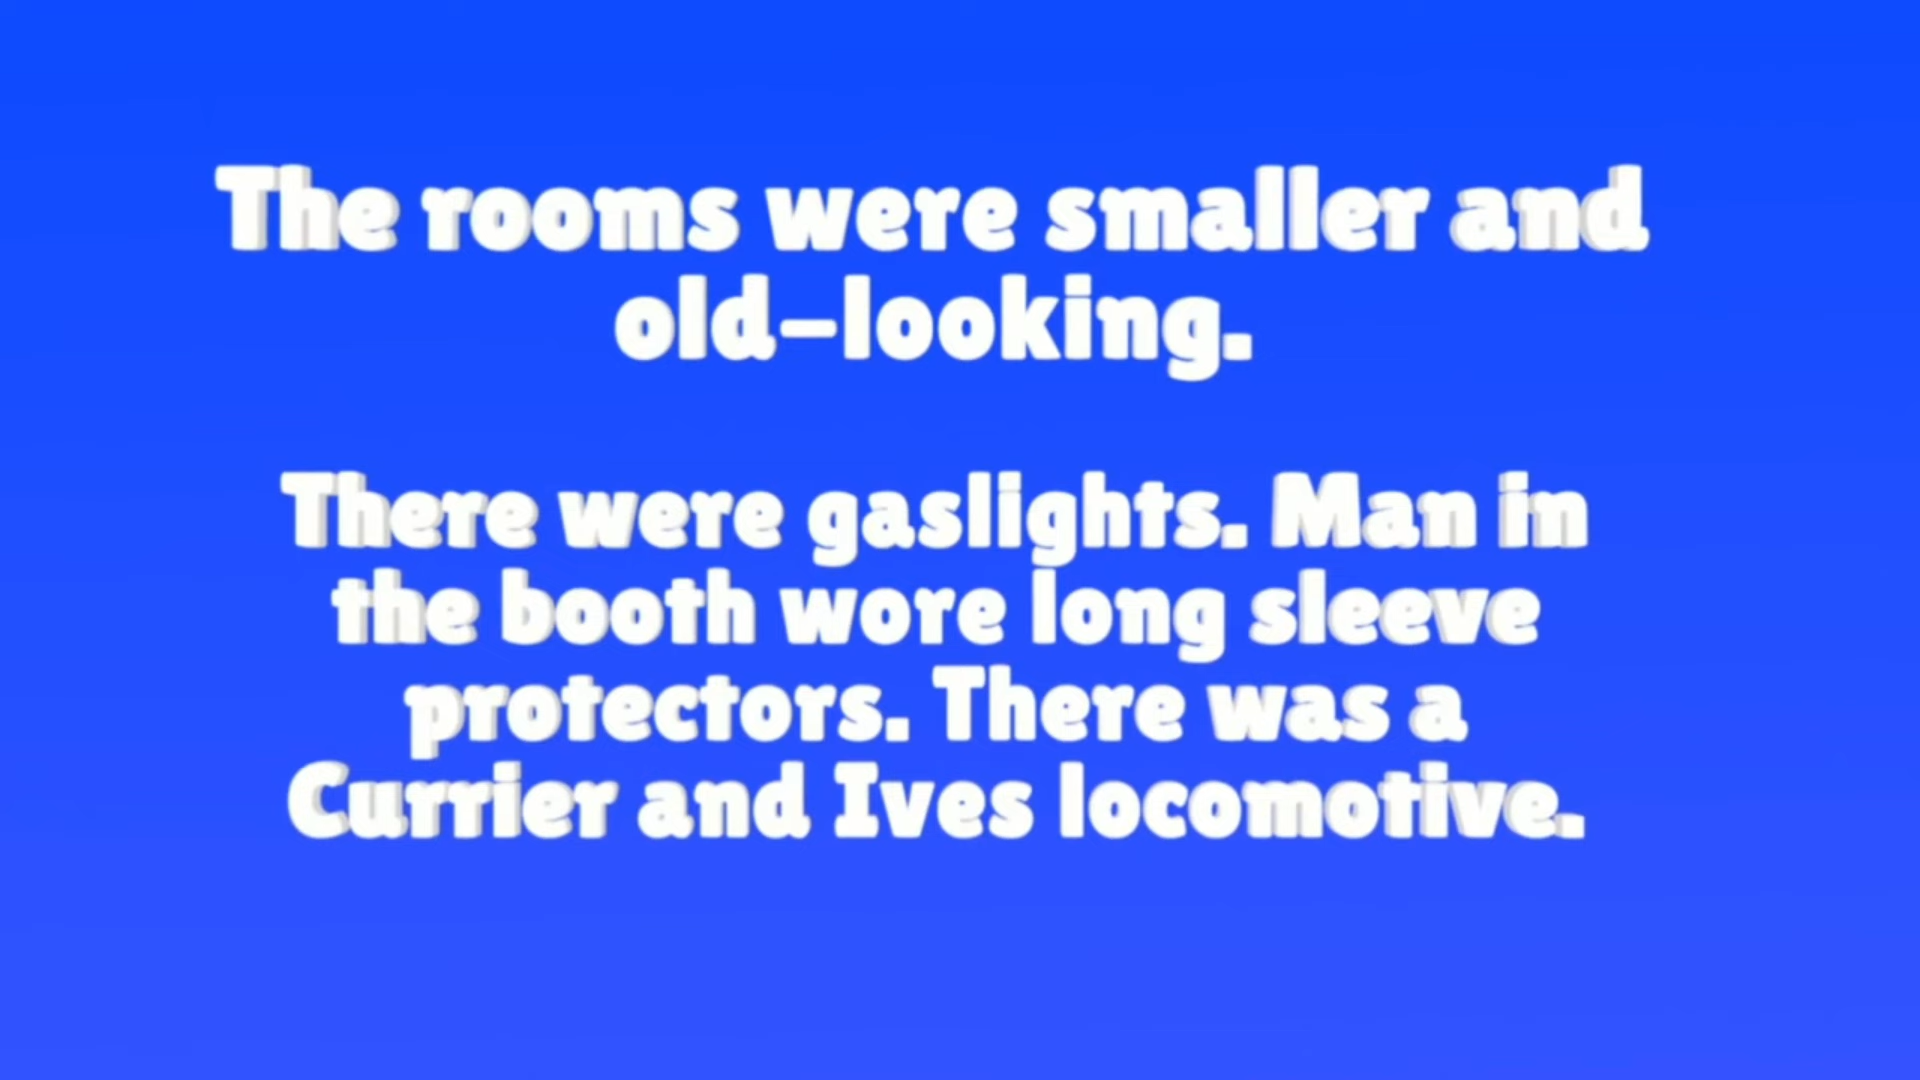 The rooms were smaller and
old-looking.
There were gaslights. Man in
the booth wore long sleeve
protectors. There was a
Currier and Ives locomotive.